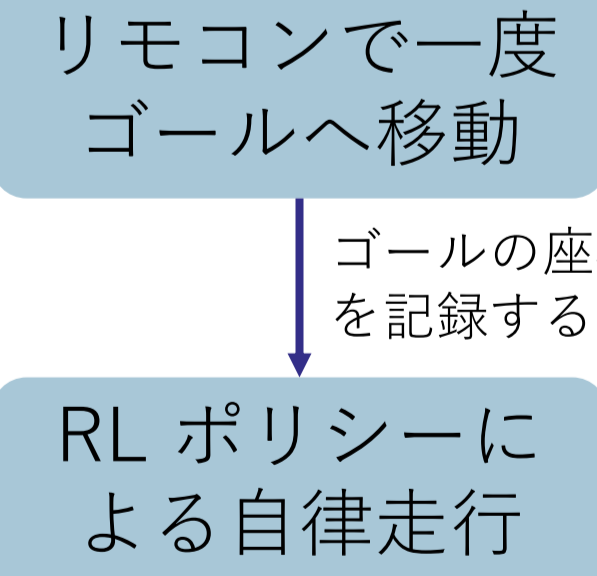 リモコンで一度
ゴールへ移動
ゴールの座
を記録する
RL ポリシーに
よる自律走行